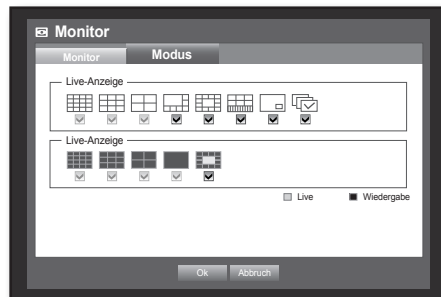 Monitor
Monitor Modus
Live-Anzeige
Live-Anzeige
Live Wiedergabe
Ok Abbruch